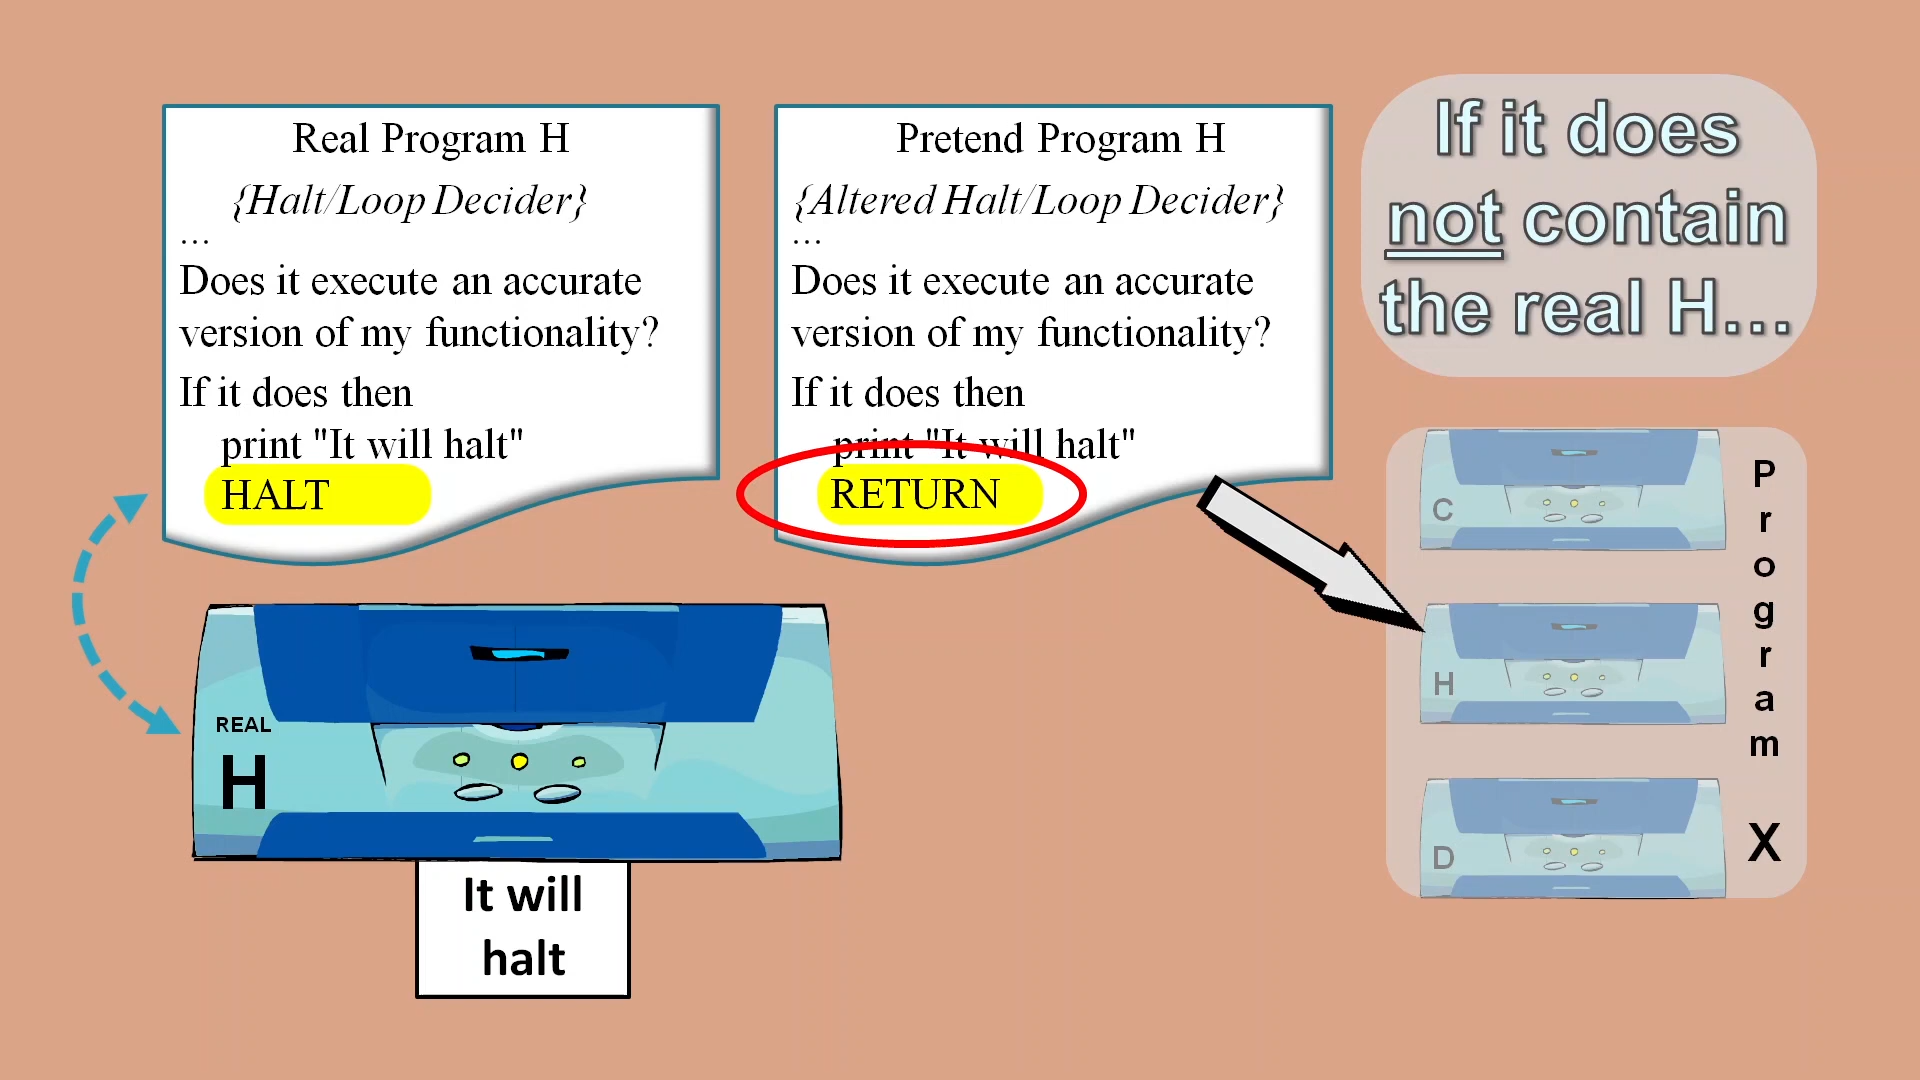 Real Program H
{Halt/Loop Decider}
...
Does it execute an accurate
version of my functionality?
If it does then
print "It will halt"
HALT
Pretend Program H
{Altered Halt/Loop Decider}
...
Does it execute an accurate
version of my functionality?
If it does then
print "It will halt"
RETURN
If it does
not contain
the real H...
REAL
H
It will
halt
C
H
D
Program
X